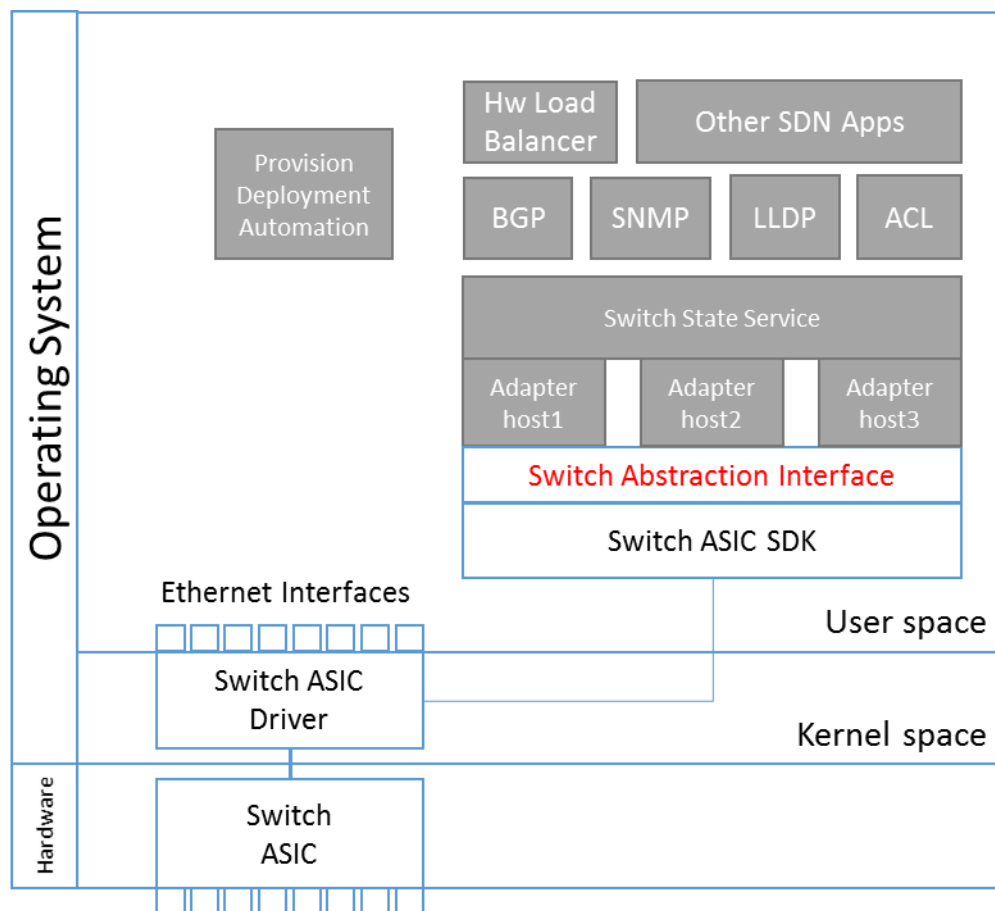 Operating System
Hw Load
Balancer
Other SDN Apps
Provision
Deployment
Automation
BGP
SNMP
LLDP
ACL
Switch State Service
Adapter
host1
Adapter
host2
Adapter
host3
Switch Abstraction Interface
Switch ASIC SDK
Ethernet Interfaces
User space
Switch ASIC
Driver
Kernel space
Hardware
Switch
ASIC